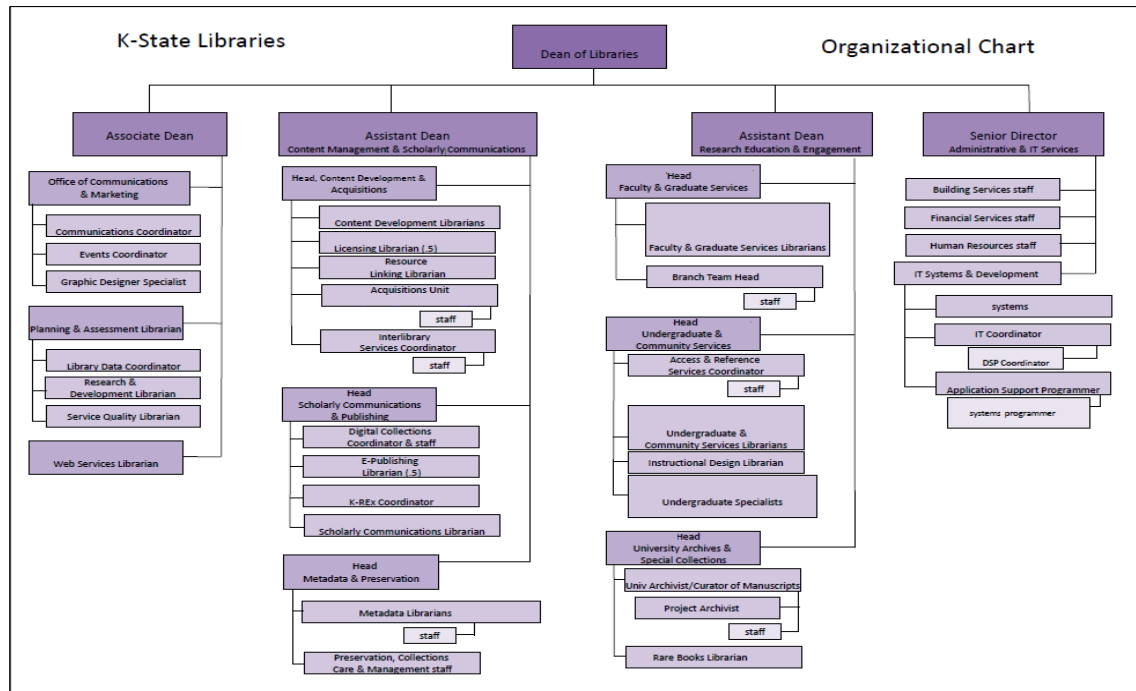 K-State Libraries
Organizational Chart
Dean of Libraries
Associate Dean
Office of Communications
& Marketing
Communications Coordinator
Events Coordinator
Graphic Designer Specialist
Planning & Assessment Librarian
Library Data Coordinator
Research &
Development Librarian
Service Quality Librarian
Web Services Librarian
Assistant Dean
Content Management & Scholarly Communications
Head, Content Development &
Acquisitions
Content Development Librarians
Licensing Librarian (.5)
Resource
Linking Librarian
Acquisitions Unit
staff
Interlibrary
Services Coordinator
staff
Head
Scholarly Communications
& Publishing
Digital Collections
Coordinator & staff
E-Publishing
Librarian (.5)
K-REx Coordinator
Scholarly Communications Librarian
Head
Metadata & Preservation
Metadata Librarians
staff
Preservation, Collections
Care & Management staff
Assistant Dean
Research Education & Engagement
Head
Faculty & Graduate Services
Faculty & Graduate Services Librarians
Branch Team Head
staff
Head
Undergraduate &
Community Services
Access & Reference
Services Coordinator
staff
Undergraduate &
Community Services Librarians
Instructional Design Librarian
Undergraduate Specialists
Head
University Archives &
Special Collections
Univ Archivist/Curator of Manuscripts
Project Archivist
staff
Rare Books Librarian
Senior Director
Administrative & IT Services
Building Services staff
Financial Services staff
Human Resources staff
IT Systems & Development
systems
IT Coordinator
DSP Coordinator
Application Support Programmer
systems programmer